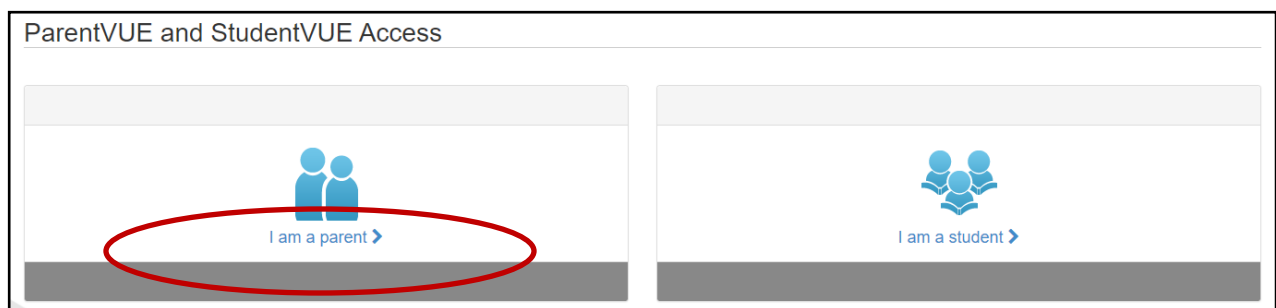 ParentVUE and StudentVUE Access
I am a parent
I am a student